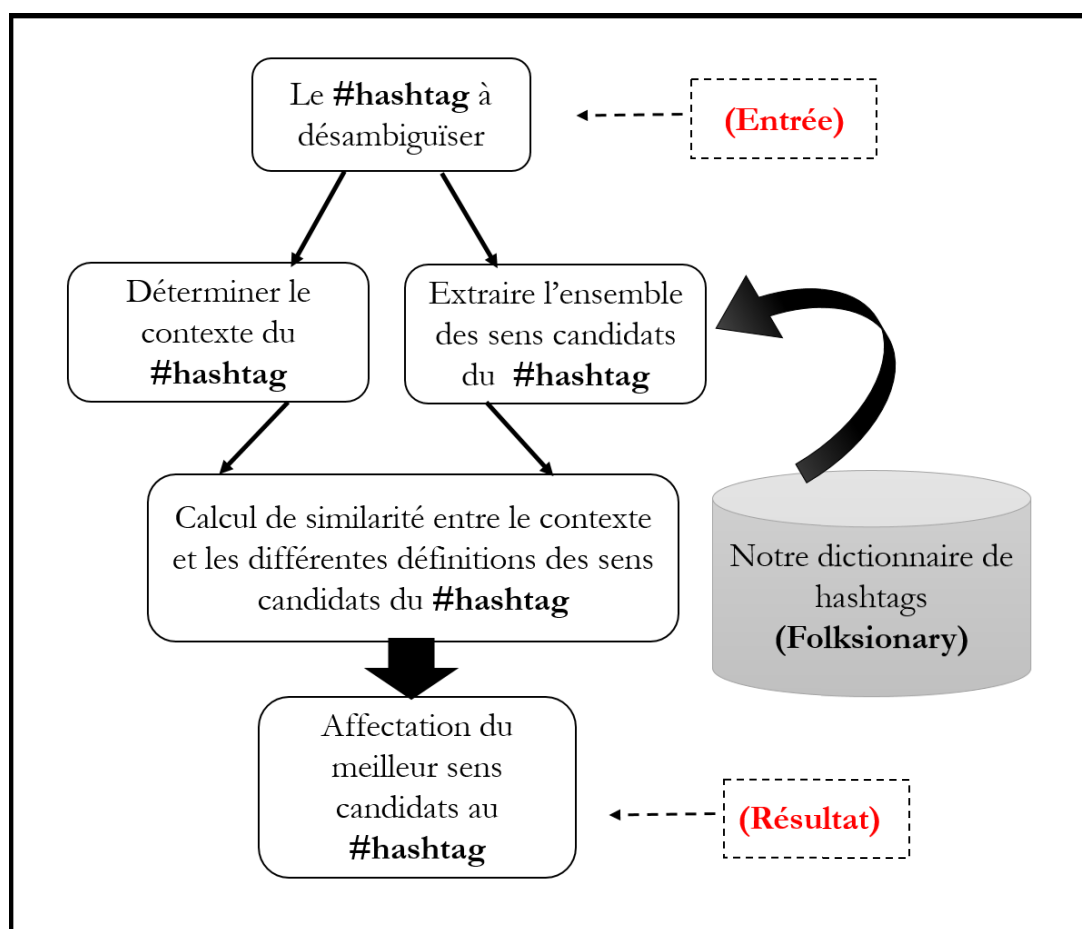 Le #hashtag à
désambiguïser
(Entrée)
Déterminer le
contexte du
#hashtag
Extraire l’ensemble
des sens candidats
du #hashtag
Calcul de similarité entre le contexte
et les différentes définitions des sens
candidats du #hashtag
Notre dictionnaire de
hashtags
(Folksionary)
Affectation du
meilleur sens
candidats au
#hashtag
(Résultat)